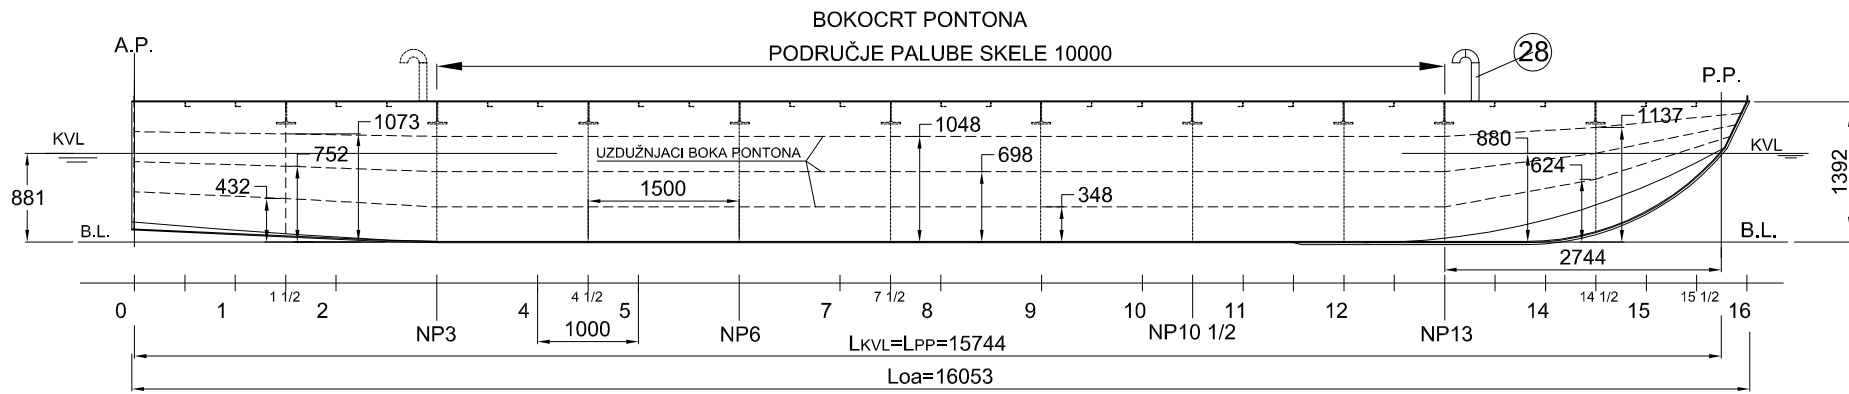 BOKOCRT PONTONA
A.P.
PODRUČJE PALUBE SKELE 10000
28
P.P.
KVL
1073
1048
880
1137
KVL
752
UZDUŽNJACI BOKA PONTONA
698
624
432
1500
348
881
1392
B.L.
B.L.
2744
0
1
1 1/2
2
4
4 1/2
5
7
7 1/2
8
9
10
11
12
14
14 1/2
15
15 1/2
16
NP3
1000
NP6
NP10 1/2
NP13
LKVL=LPP=15744
Loa=16053